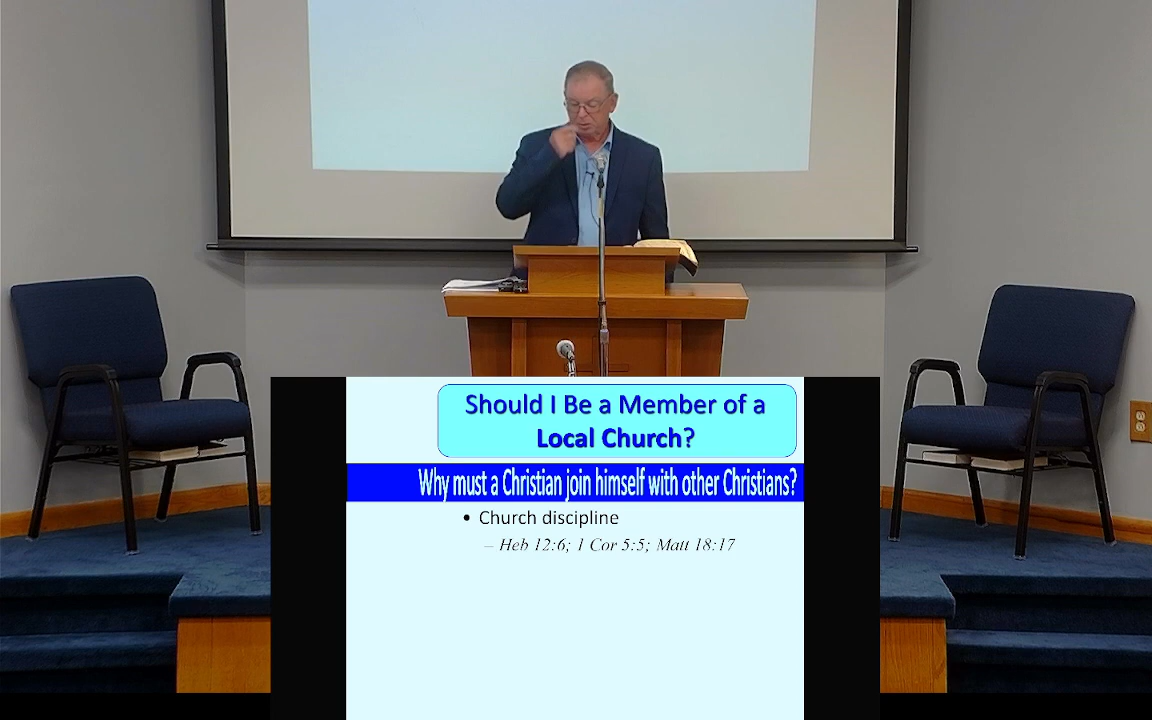 Should I Be a Member of a
Local Church?
Why must a Christian join himself with other Christians?
• Church discipline
– Heb 12:6; 1 Cor 5:5; Matt 18:17